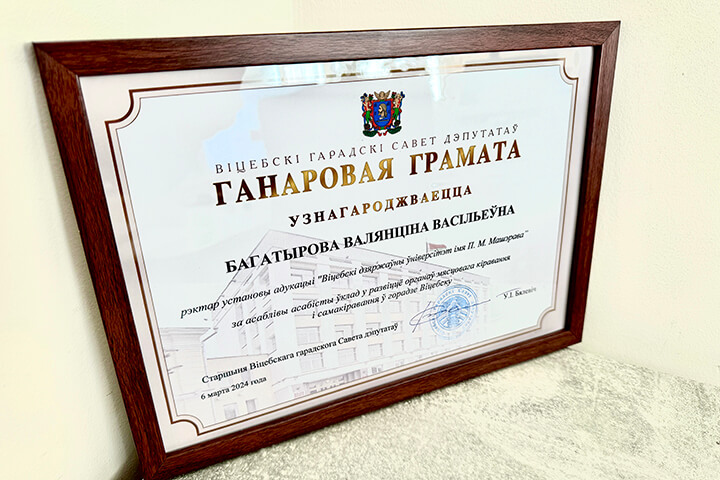 ВІЦЕБСКІ ГАРАДСКІ САВЕТ ДЭПУТАТАЎ
ГАНАРОВАЯ ГРАМАТА
УЗНАГАРОДЖВАЕЦЦА
БАГАТЫРОВА ВАЛЯНЦІНА ВАСІЛЬЕЎНА
рэктар установы адукацыі "Віцебскі дзяржаўны ўніверсітэт імя П. М. Машэрава"
за асаблівы асабісты ўклад у развіццё органаў мясцовага кіравання
і самакіравання ў горадзе Віцебску
Старшыня Віцебскага гарадскога Савета дэпутатаў
У.І. Бялевіч
6 марта 2024 года